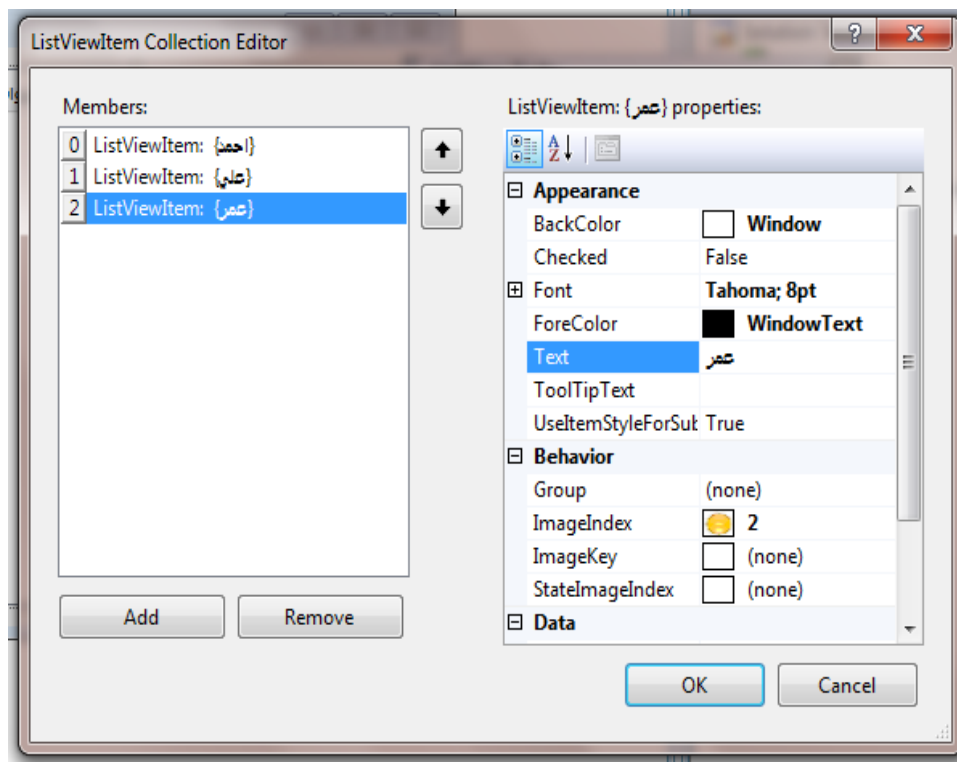 ListViewItem Collection Editor
Members:
0 ListViewItem: {احمد}
1 ListViewItem: {علي}
2 ListViewItem: {عمر}
Add
Remove
ListViewItem: {عمر} properties:
Appearance
BackColor Window
Checked False
Font Tahoma; 8pt
ForeColor WindowText
Text عمر
ToolTipText
UseItemStyleForSub True
Behavior
Group (none)
ImageIndex 2
ImageKey (none)
StateImageIndex (none)
Data
OK
Cancel